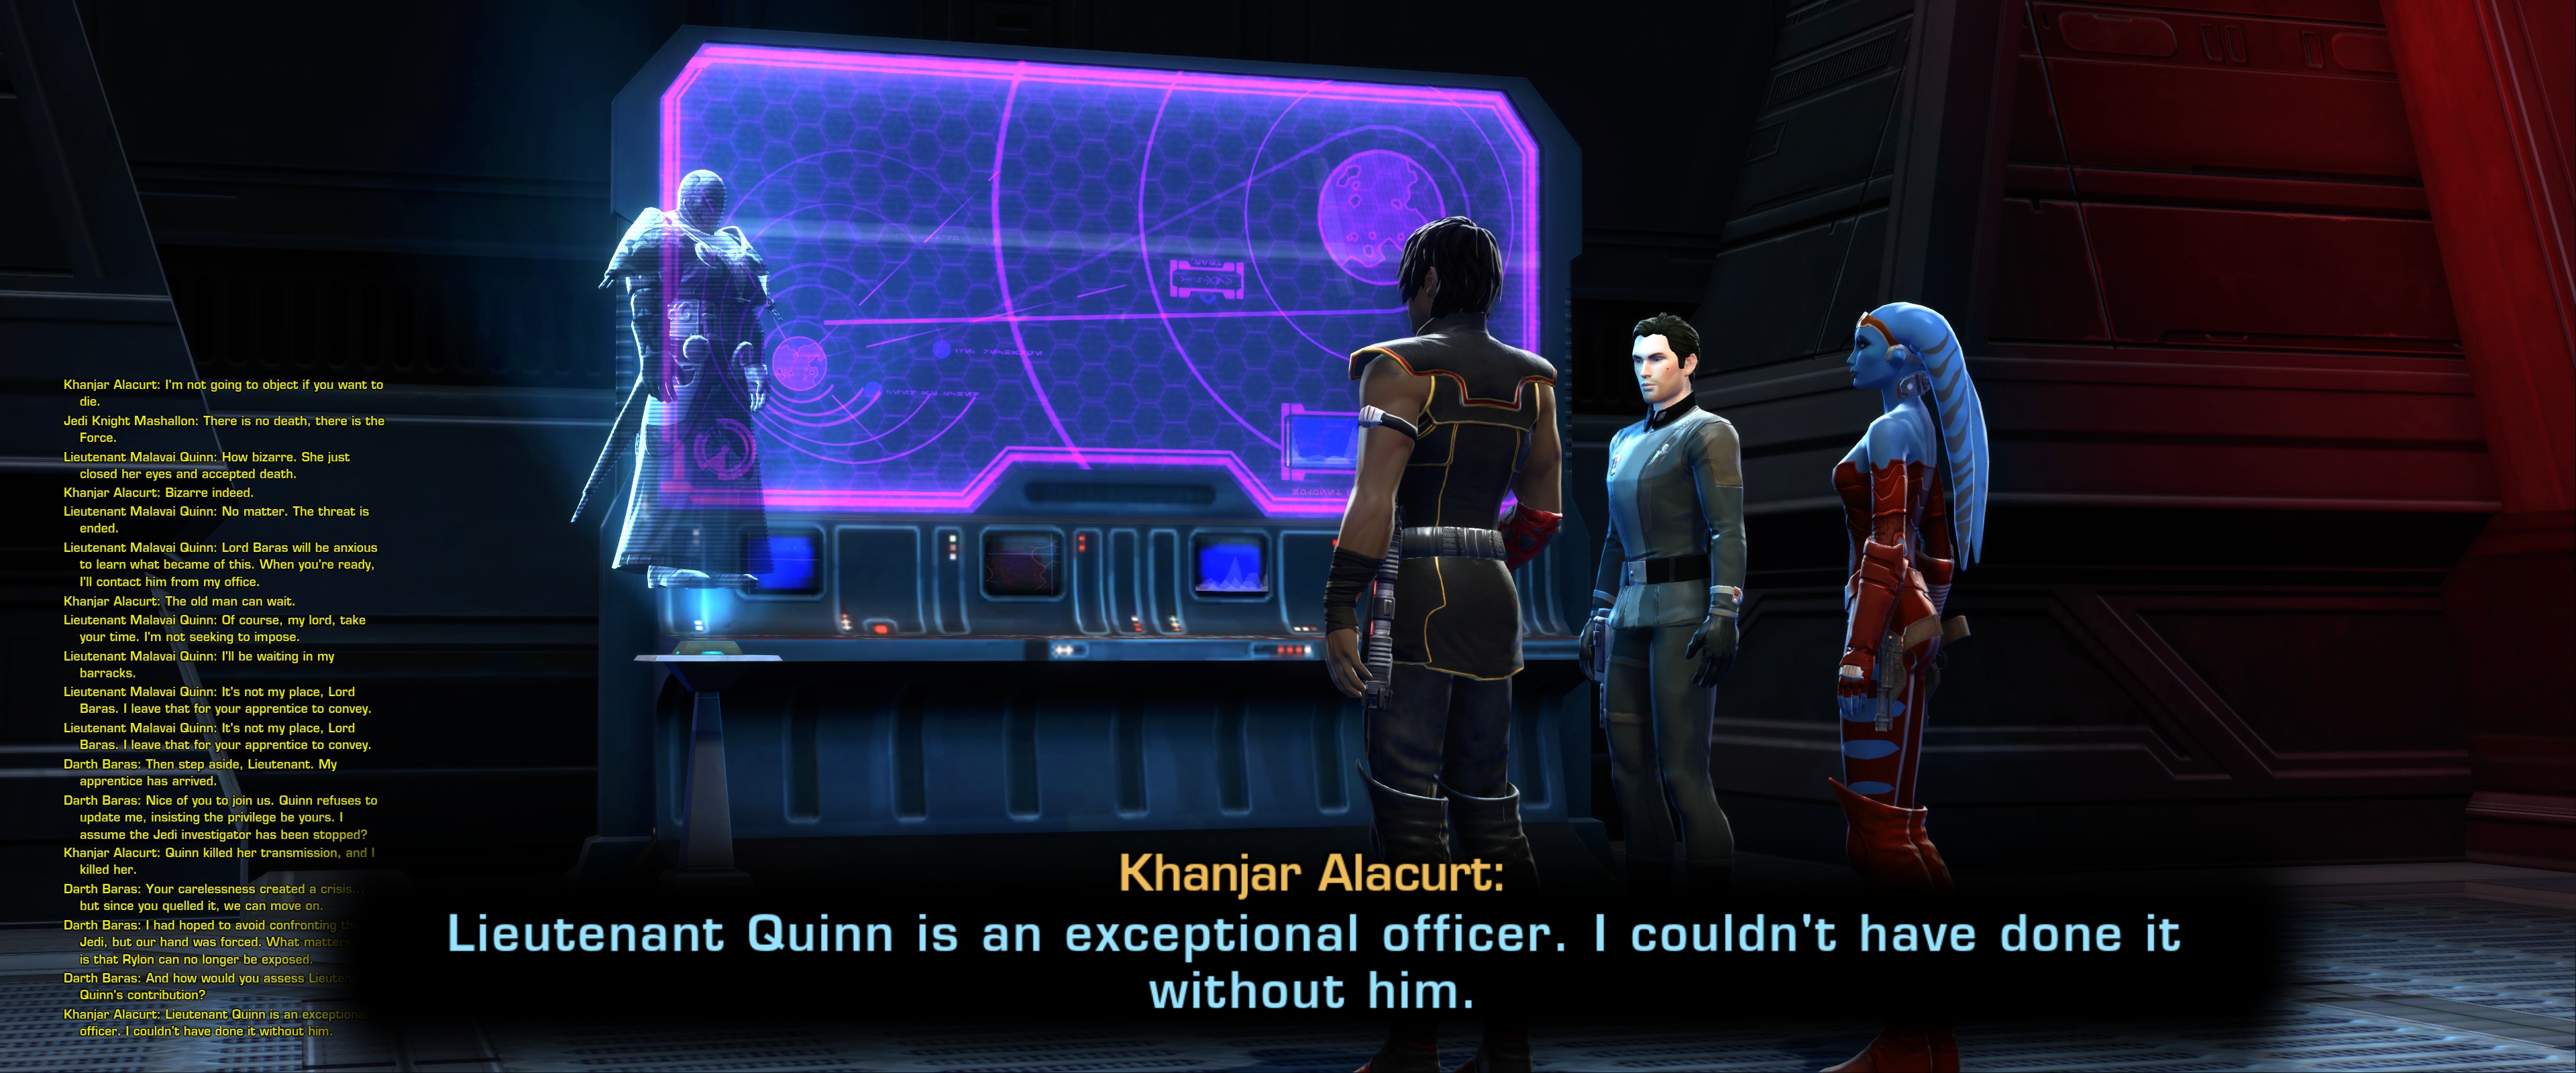 Khanjar Alacurt: I'm not going to object if you want to
die.
Jedi Knight Mashallon: There is no death, there is the
Force.
Lieutenant Malavai Quinn: How bizarre. She just
closed her eyes and accepted death.
Khanjar Alacurt: Bizarre indeed.
Lieutenant Malavai Quinn: No matter. The threat is
ended.
Lieutenant Malavai Quinn: Lord Baras will be anxious
to learn what became of this. When you're ready,
I'll contact him from my office.
Khanjar Alacurt: The old man can wait.
Lieutenant Malavai Quinn: Of course, my lord, take
your time. I'm not seeking to impose.
Lieutenant Malavai Quinn: I'll be waiting in my
barracks.
Lieutenant Malavai Quinn: It's not my place, Lord
Baras. I leave that for your apprentice to convey.
Lieutenant Malavai Quinn: It's not my place, Lord
Baras. I leave that for your apprentice to convey.
Darth Baras: Then step aside, Lieutenant. My
apprentice has arrived.
Darth Baras: Nice of you to join us. Quinn refuses to
update me, insisting the privilege be yours. I
assume the Jedi investigator has been stopped?
Khanjar Alacurt: Quinn killed her transmission, and I
killed her.
Darth Baras: Your carelessness created a crisis...
but since you quelled it, we can move on.
Darth Baras: I had hoped to avoid confronting the
Jedi, but our hand was forced. What matters
is that Rylon can no longer be exposed.
Darth Baras: And how would you assess Lieutenant
Quinn's contribution?
Khanjar Alacurt: Lieutenant Quinn is an exceptional
officer. I couldn't have done it without him.
Khanjar Alacurt:
Lieutenant Quinn is an exceptional officer. I couldn't have done it
without him.